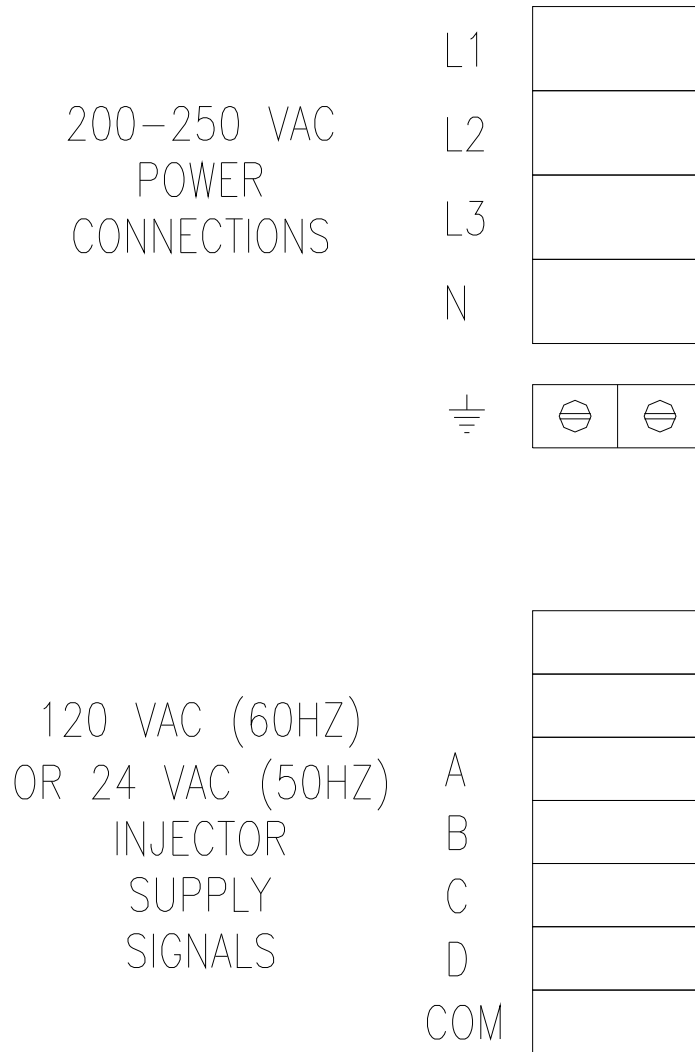 L1
200-250 VAC
L2
POWER
L3
CONNECTIONS
N
120 VAC (60HZ)
OR 24 VAC (50HZ)
A
INJECTOR
B
SUPPLY
C
SIGNALS
D
COM